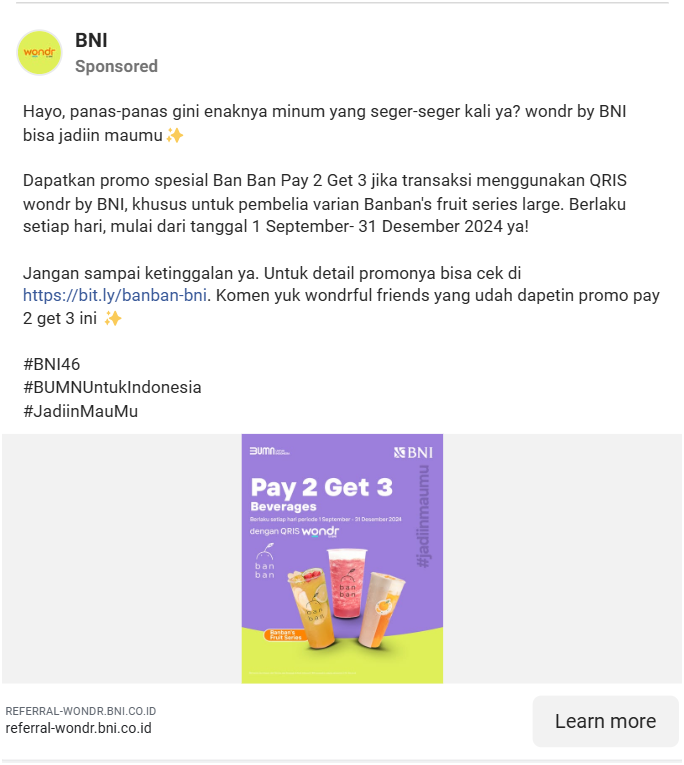 wondr
BNI
Sponsored
Hayo, panas-panas gini enaknya minum yang seger-seger kali ya? wondr by BNI
bisa jadiin maumu✨
Dapatkan promo spesial Ban Ban Pay 2 Get 3 jika transaksi menggunakan QRIS
wondr by BNI, khusus untuk pembelia varian Banban's fruit series large. Berlaku
setiap hari, mulai dari tanggal 1 September- 31 Desember 2024 ya!
Jangan sampai ketinggalan ya. Untuk detail promonya bisa cek di
https://bit.ly/banban-bni. Komen yuk wondrful friends yang udah dapetin promo pay
2 get 3 ini ✨
#BNI46
#BUMNUntukIndonesia
#JadiinMauMu
BUMN
BNI
Pay 2 Get 3
Beverages
Berlaku setiap hari periode 1 September - 31 Desember 2024
dengan QRIS wondr
#jadiinmaumu
ban
ban
ban
ban
ban
ban
Banban's
Fruit Series
REFERRAL-WONDR.BNI.CO.ID
referral-wondr.bni.co.id
Learn more